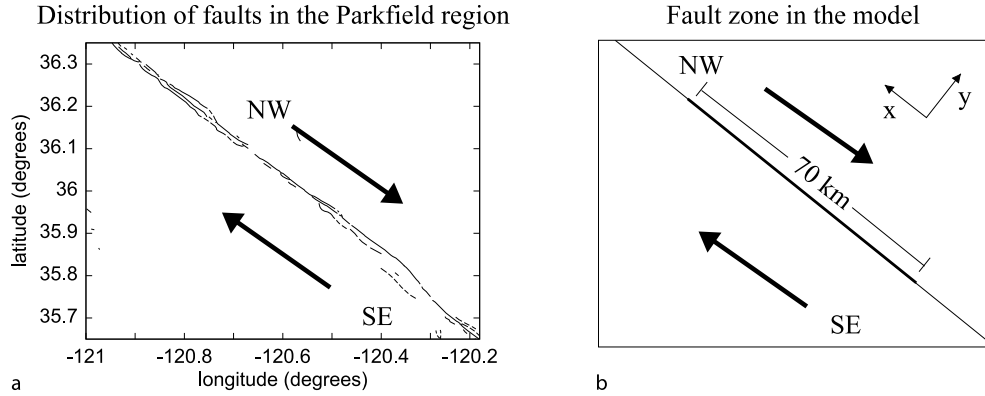 Distribution of faults in the Parkfield region
36.3
36.2
36.1
36
35.9
35.8
35.7
latitude (degrees)
NW
SE
-121
-120.8
-120.6
-120.4
-120.2
longitude (degrees)
a
Fault zone in the model
NW
x
y
70 km
SE
b